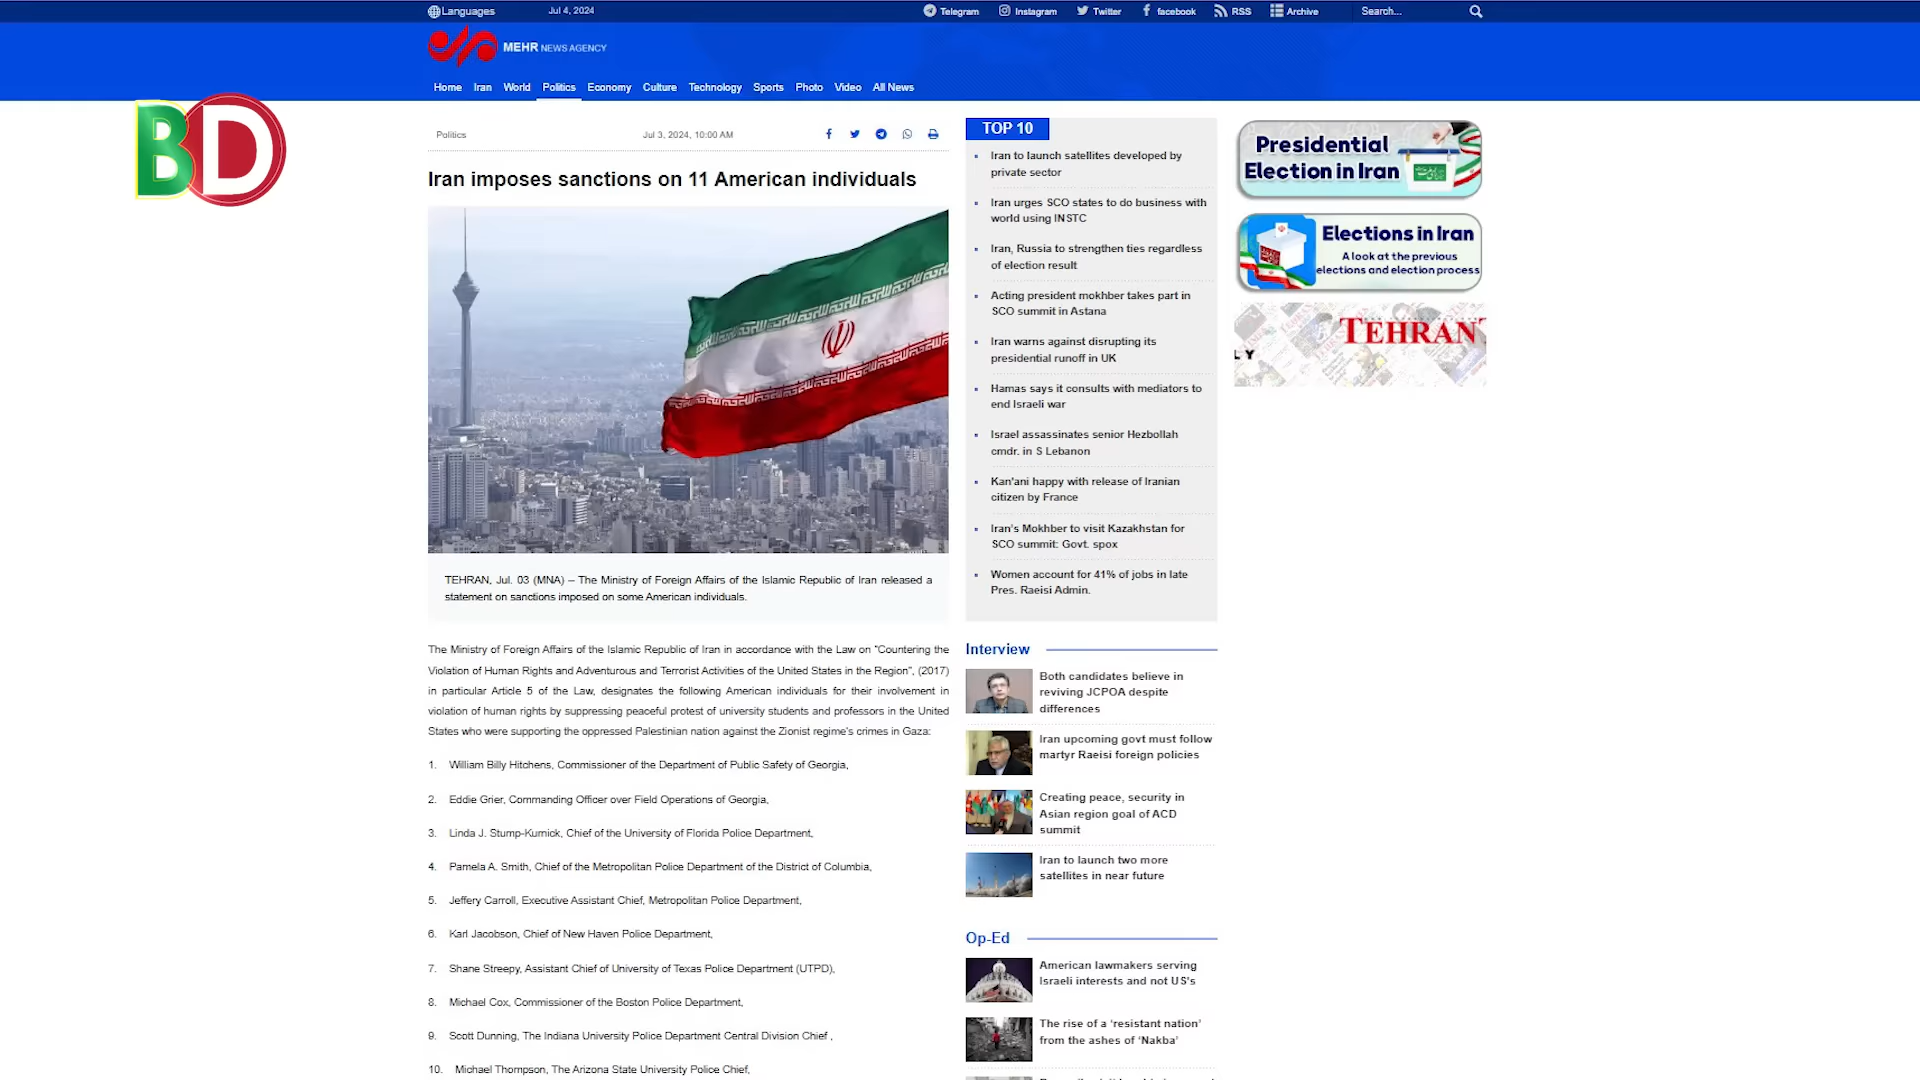 Languages
Jul 4, 2024
Telegram
Instagram
Twitter
facebook
RSS
Archive
Search...
MEHR NEWS AGENCY
Home Iran World Politics Economy Culture Technology Sports Photo Video All News
BD
Politics
Jul 3, 2024, 10:00 AM
Iran imposes sanctions on 11 American individuals
TEHRAN, Jul. 03 (MNA) – The Ministry of Foreign Affairs of the Islamic Republic of Iran released a
statement on sanctions imposed on some American individuals.
The Ministry of Foreign Affairs of the Islamic Republic of Iran in accordance with the Law on “Countering the
Violation of Human Rights and Adventurous and Terrorist Activities of the United States in the Region”, (2017)
in particular Article 5 of the Law, designates the following American individuals for their involvement in
violation of human rights by suppressing peaceful protest of university students and professors in the United
States who were supporting the oppressed Palestinian nation against the Zionist regime's crimes in Gaza:
1. William Billy Hitchens, Commissioner of the Department of Public Safety of Georgia,
2. Eddie Grier, Commanding Officer over Field Operations of Georgia,
3. Linda J. Stump-Kurnick, Chief of the University of Florida Police Department,
4. Pamela A. Smith, Chief of the Metropolitan Police Department of the District of Columbia,
5. Jeffery Carroll, Executive Assistant Chief, Metropolitan Police Department,
6. Karl Jacobson, Chief of New Haven Police Department,
7. Shane Streepy, Assistant Chief of University of Texas Police Department (UTPD),
8. Michael Cox, Commissioner of the Boston Police Department,
9. Scott Dunning, The Indiana University Police Department Central Division Chief ,
10. Michael Thompson, The Arizona State University Police Chief,
TOP 10
Iran to launch satellites developed by
private sector
Iran urges SCO states to do business with
world using INSTC
Iran, Russia to strengthen ties regardless
of election result
Acting president mokhber takes part in
SCO summit in Astana
Iran warns against disrupting its
presidential runoff in UK
Hamas says it consults with mediators to
end Israeli war
Israel assassinates senior Hezbollah
cmdr. in S Lebanon
Kan'ani happy with release of Iranian
citizen by France
Iran's Mokhber to visit Kazakhstan for
SCO summit: Govt. spox
Women account for 41% of jobs in late
Pres. Raeisi Admin.
Interview
Both candidates believe in
reviving JCPOA despite
differences
Iran upcoming govt must follow
martyr Raeisi foreign policies
Creating peace, security in
Asian region goal of ACD
summit
Iran to launch two more
satellites in near future
Op-Ed
American lawmakers serving
Israeli interests and not US's
The rise of a ‘resistant nation’
from the ashes of ‘Nakba’
Presidential
Election in Iran
Elections in Iran
A look at the previous
elections and election process
TEHRAN
LY